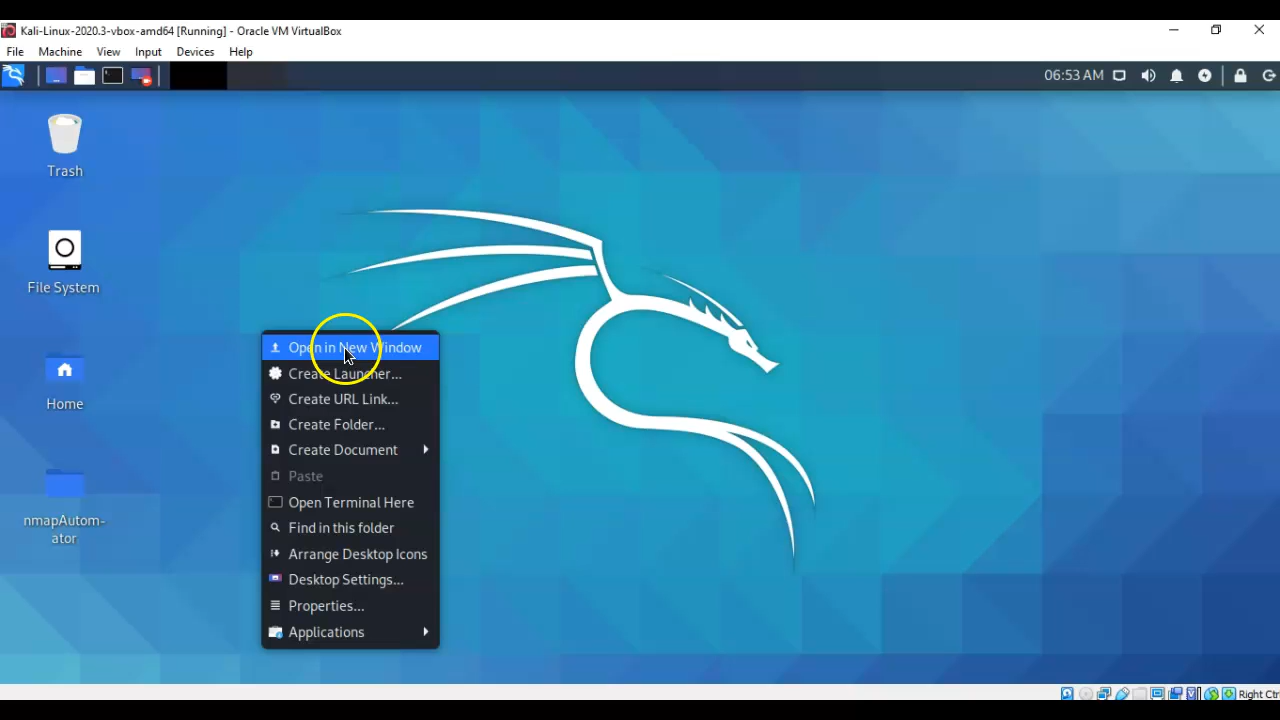 Kali-Linux-2020.3-vbox-amd64 [Running] - Oracle VM VirtualBox
File Machine View Input Devices Help
06:53 AM
Trash
File System
Home
nmapAutom-
ator
Open in New Window
Create Launcher...
Create URL Link...
Create Folder...
Create Document
Paste
Open Terminal Here
Find in this folder
Arrange Desktop Icons
Desktop Settings...
Properties...
Applications
Right Ctr